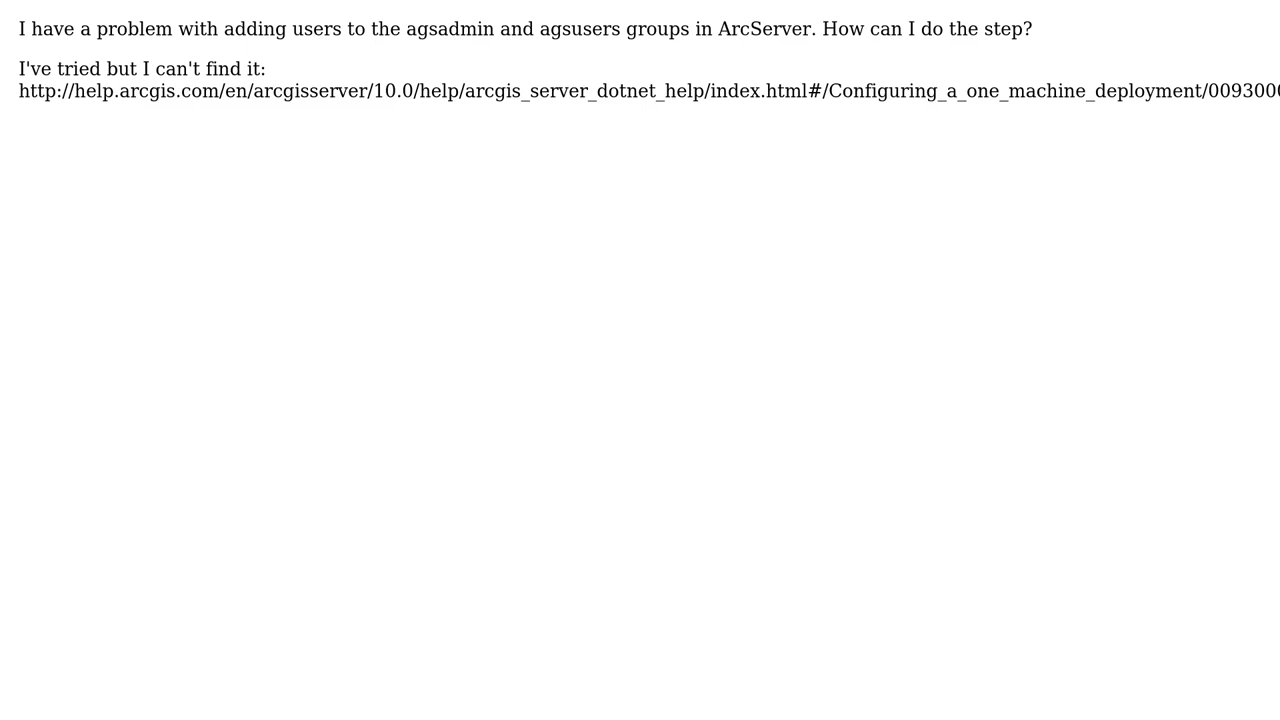 I have a problem with adding users to the agsadmin and agsusers groups in ArcServer. How can I do the step?
I've tried but I can't find it:
http://help.arcgis.com/en/arcgisserver/10.0/help/arcgis_server_dotnet_help/index.html#/Configuring_a_one_machine_deployment/0093000